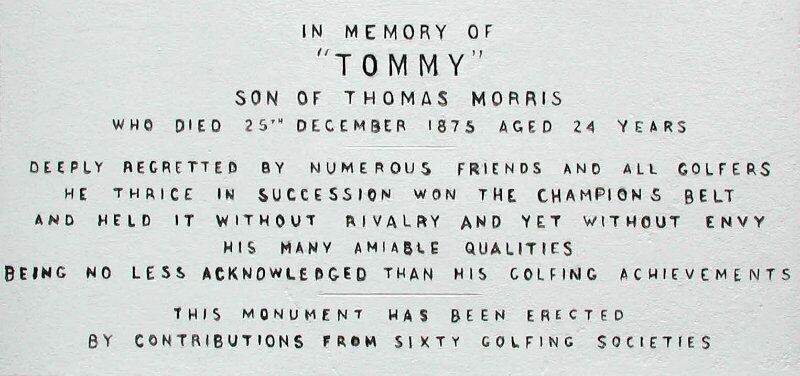 IN MEMORY OF
"TOMMY"
SON OF THOMAS MORRIS
WHO DIED 25TH DECEMBER 1875 AGED 24 YEARS
DEEPLY REGRETTED BY NUMEROUS FRIENDS AND ALL GOLFERS
HE THRICE IN SUCCESSION WON THE CHAMPIONS BELT
AND HELD IT WITHOUT RIVALRY AND YET WITHOUT ENVY
HIS MANY AMIABLE QUALITIES
BEING NO LESS ACKNOWLEDGED THAN HIS GOLFING ACHIEVEMENTS
THIS MONUMENT HAS BEEN ERECTED
BY CONTRIBUTIONS FROM SIXTY GOLFING SOCIETIES